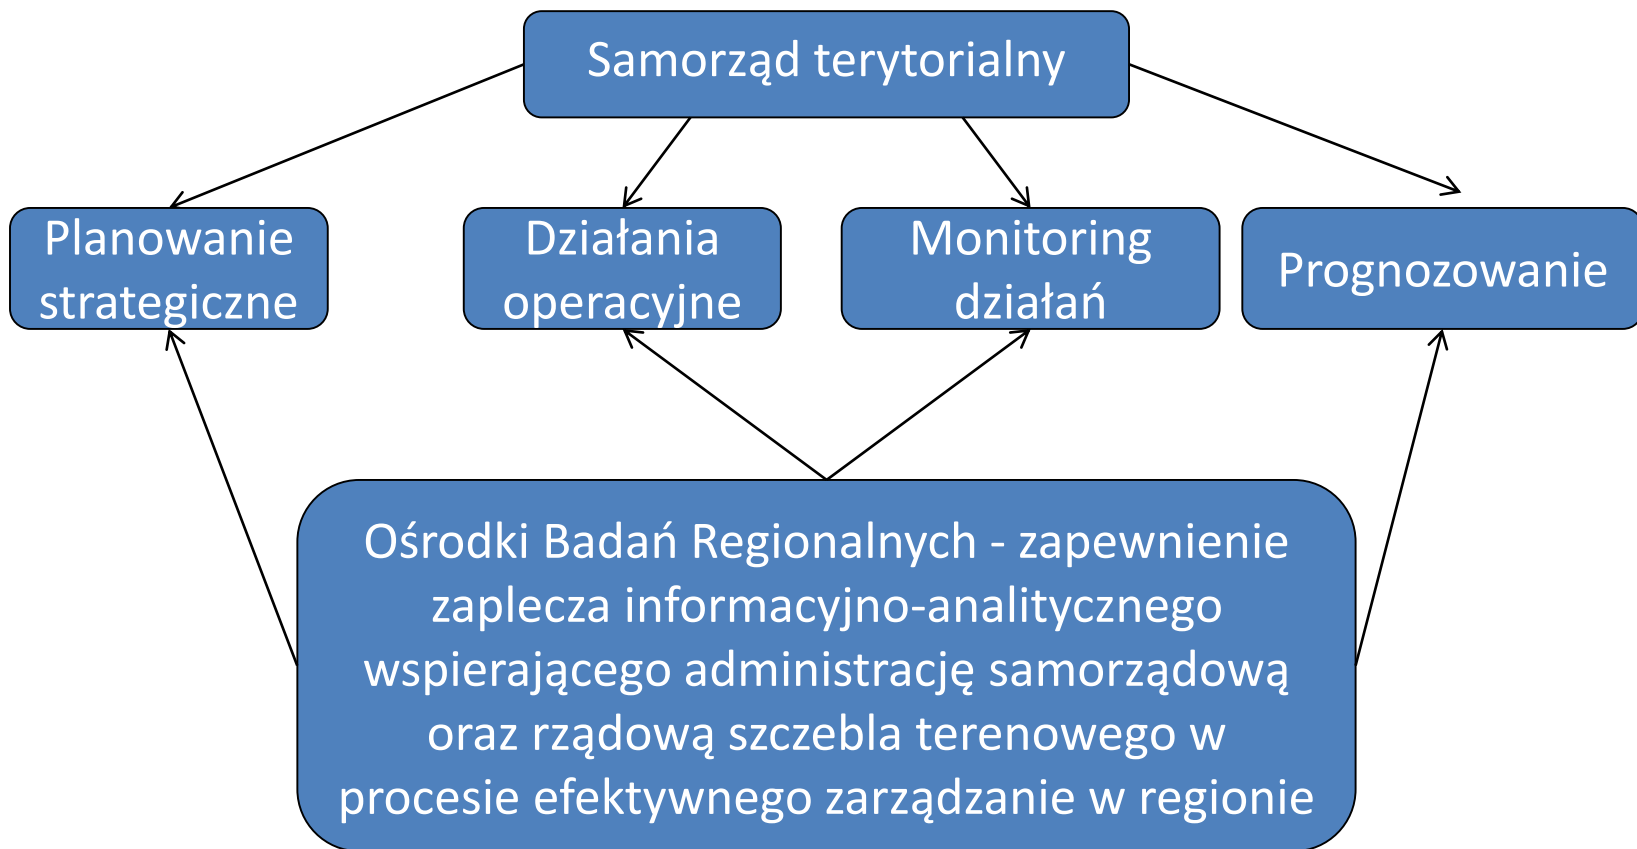 Samorząd terytorialny
Planowanie
strategiczne
Działania
operacyjne
Monitoring
działań
Prognozowanie
Ośrodki Badań Regionalnych - zapewnienie
zaplecza informacyjno-analitycznego
wspierającego administrację samorządową
oraz rządową szczebla terenowego w
procesie efektywnego zarządzanie w regionie